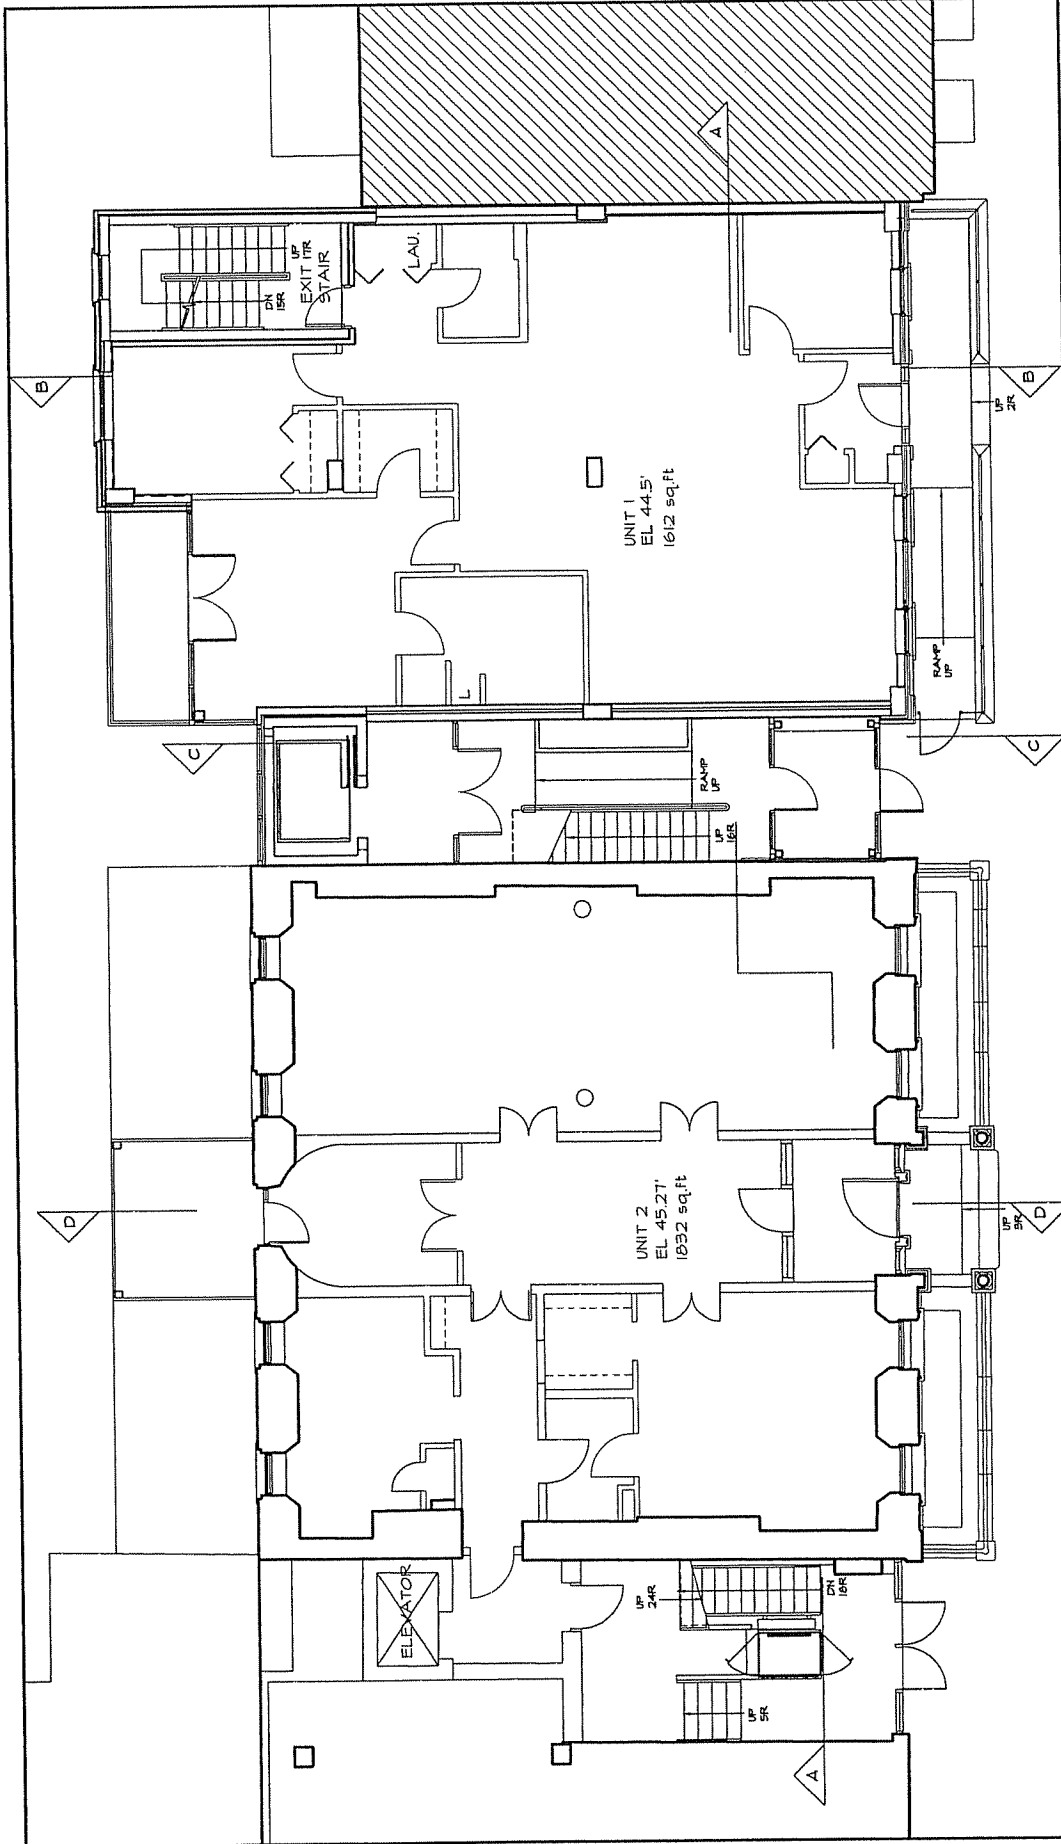 A
UP
17R
EXIT
STAIR
DN
15R
LAU.
B
B
UP
2R
UNIT 1
EL 44.5'
1612 sq.ft
RAMP
UP
L
C
C
RAMP
UP
UP
16R
D
UNIT 2
EL 45.27'
1832 sq.ft
UP
5R
D
ELEVATOR
UP
24R
DN
18R
UP
5R
A